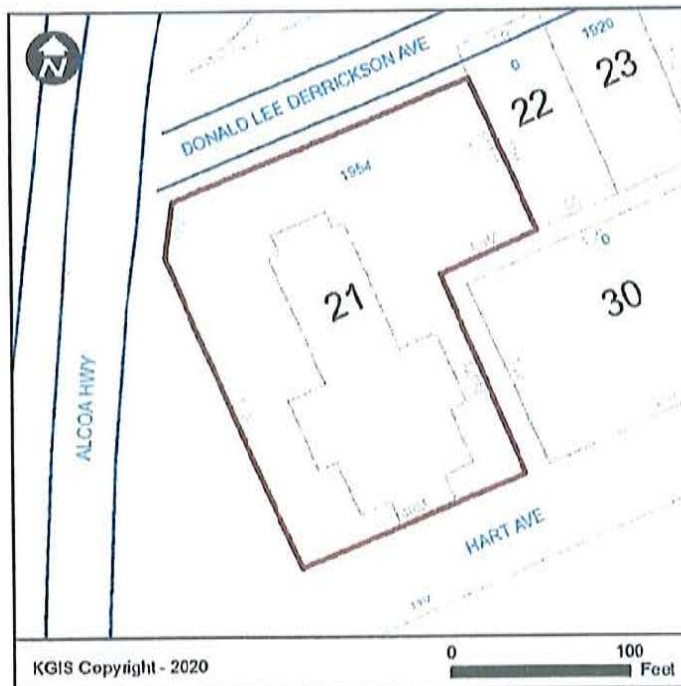 N
DONALD LEE DERRICKSON AVE
1920
0
23
22
1954
0
21
30
ALCOA HWY
HART AVE
KGIS Copyright - 2020
0 100
Feet